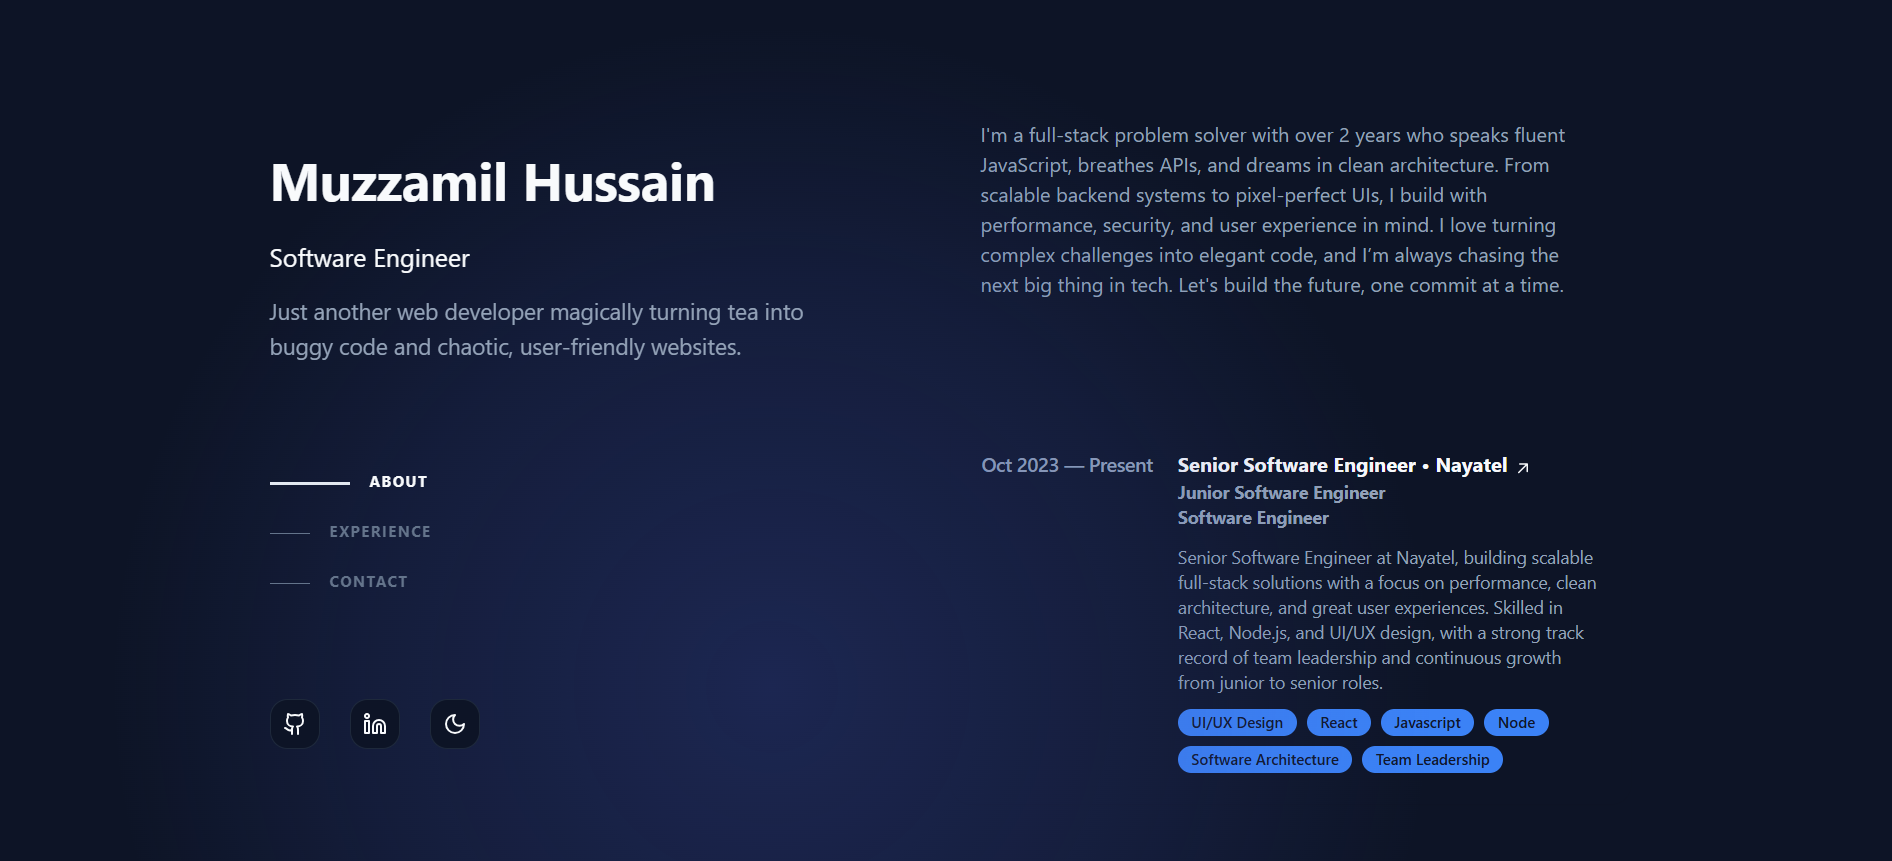 Muzzamil Hussain
Software Engineer
Just another web developer magically turning tea into
buggy code and chaotic, user-friendly websites.
ABOUT
EXPERIENCE
CONTACT
I'm a full-stack problem solver with over 2 years who speaks fluent
JavaScript, breathes APIs, and dreams in clean architecture. From
scalable backend systems to pixel-perfect UIs, I build with
performance, security, and user experience in mind. I love turning
complex challenges into elegant code, and I’m always chasing the
next big thing in tech. Let's build the future, one commit at a time.
Oct 2023 — Present
Senior Software Engineer • Nayatel
Junior Software Engineer
Software Engineer
Senior Software Engineer at Nayatel, building scalable
full-stack solutions with a focus on performance, clean
architecture, and great user experiences. Skilled in
React, Node.js, and UI/UX design, with a strong track
record of team leadership and continuous growth
from junior to senior roles.
UI/UX Design React Javascript Node
Software Architecture Team Leadership